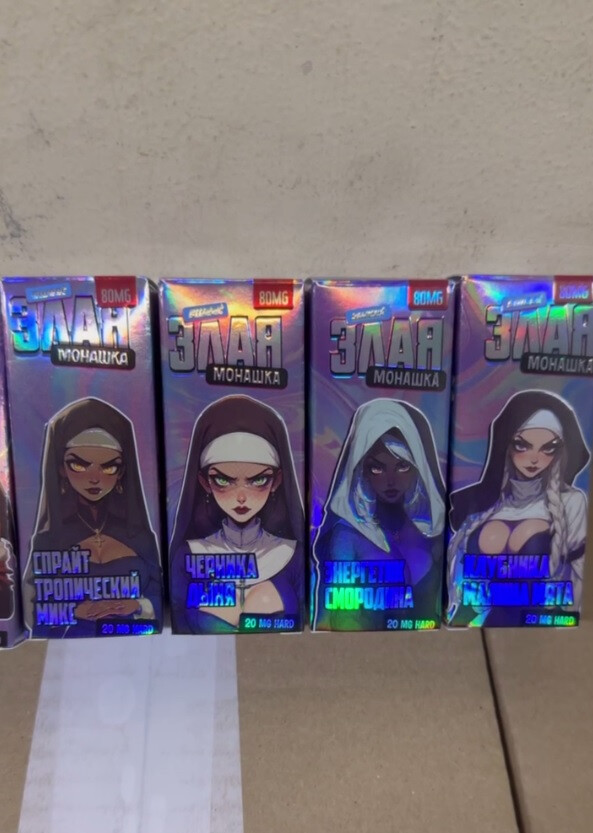 80MG
ЗЛАЯ
МОНАШКА
СПРАЙТ
ТРОПИЧЕСКИЙ
МИКС
20 MG HARD
80MG
ЗЛАЯ
МОНАШКА
ЧЕРНИКА
ДЫНЯ
20 MG HARD
80MG
ЗЛАЯ
МОНАШКА
ЭНЕРГЕТИК
СМОРОДИНА
20 MG HARD
80MG
ЗЛАЯ
МОНАШКА
КЛУБНИКА
МАЛИНА МЯТА
20 MG HARD